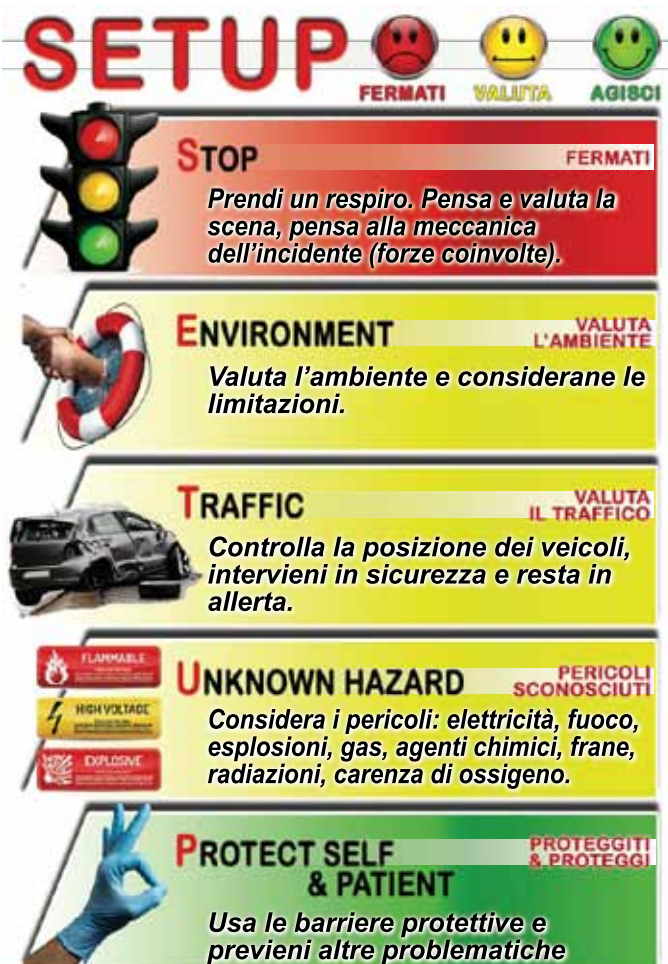 SETUP
FERMATI VALUTA AGISCI
STOP FERMATI
Prendi un respiro. Pensa e valuta la
scena, pensa alla meccanica
dell'incidente (forze coinvolte).
ENVIRONMENT VALUTA
L'AMBIENTE
Valuta l'ambiente e considerane le
limitazioni.
TRAFFIC VALUTA
IL TRAFFICO
Controlla la posizione dei veicoli,
intervieni in sicurezza e resta in
allerta.
FLAMMABLE
HIGH VOLTAGE
EXPLOSIVE
UNKNOWN HAZARD PERICOLI
SCONOSCIUTI
Considera i pericoli: elettricità, fuoco,
esplosioni, gas, agenti chimici, frane,
radiazioni, carenza di ossigeno.
PROTECT SELF PROTEGGITI
& PATIENT & PROTEGGI
Usa le barriere protettive e
previeni altre problematiche